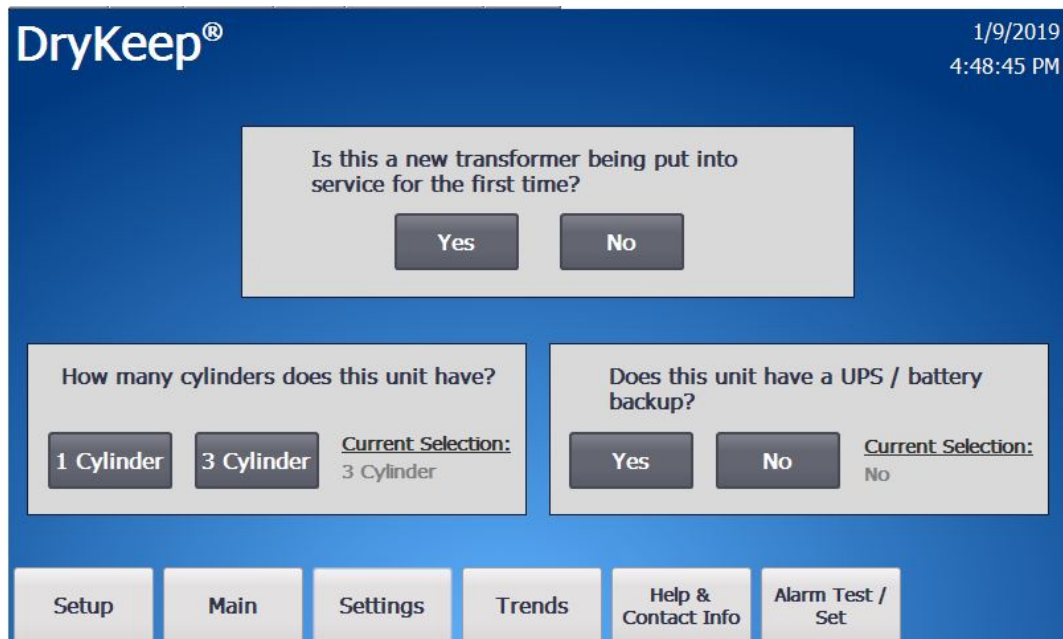 DryKeep®
1/9/2019
4:48:45 PM
Is this a new transformer being put into
service for the first time?
Yes
No
How many cylinders does this unit have?
1 Cylinder
3 Cylinder
Current Selection:
3 Cylinder
Does this unit have a UPS / battery
backup?
Yes
No
Current Selection:
No
Setup
Main
Settings
Trends
Help &
Contact Info
Alarm Test /
Set